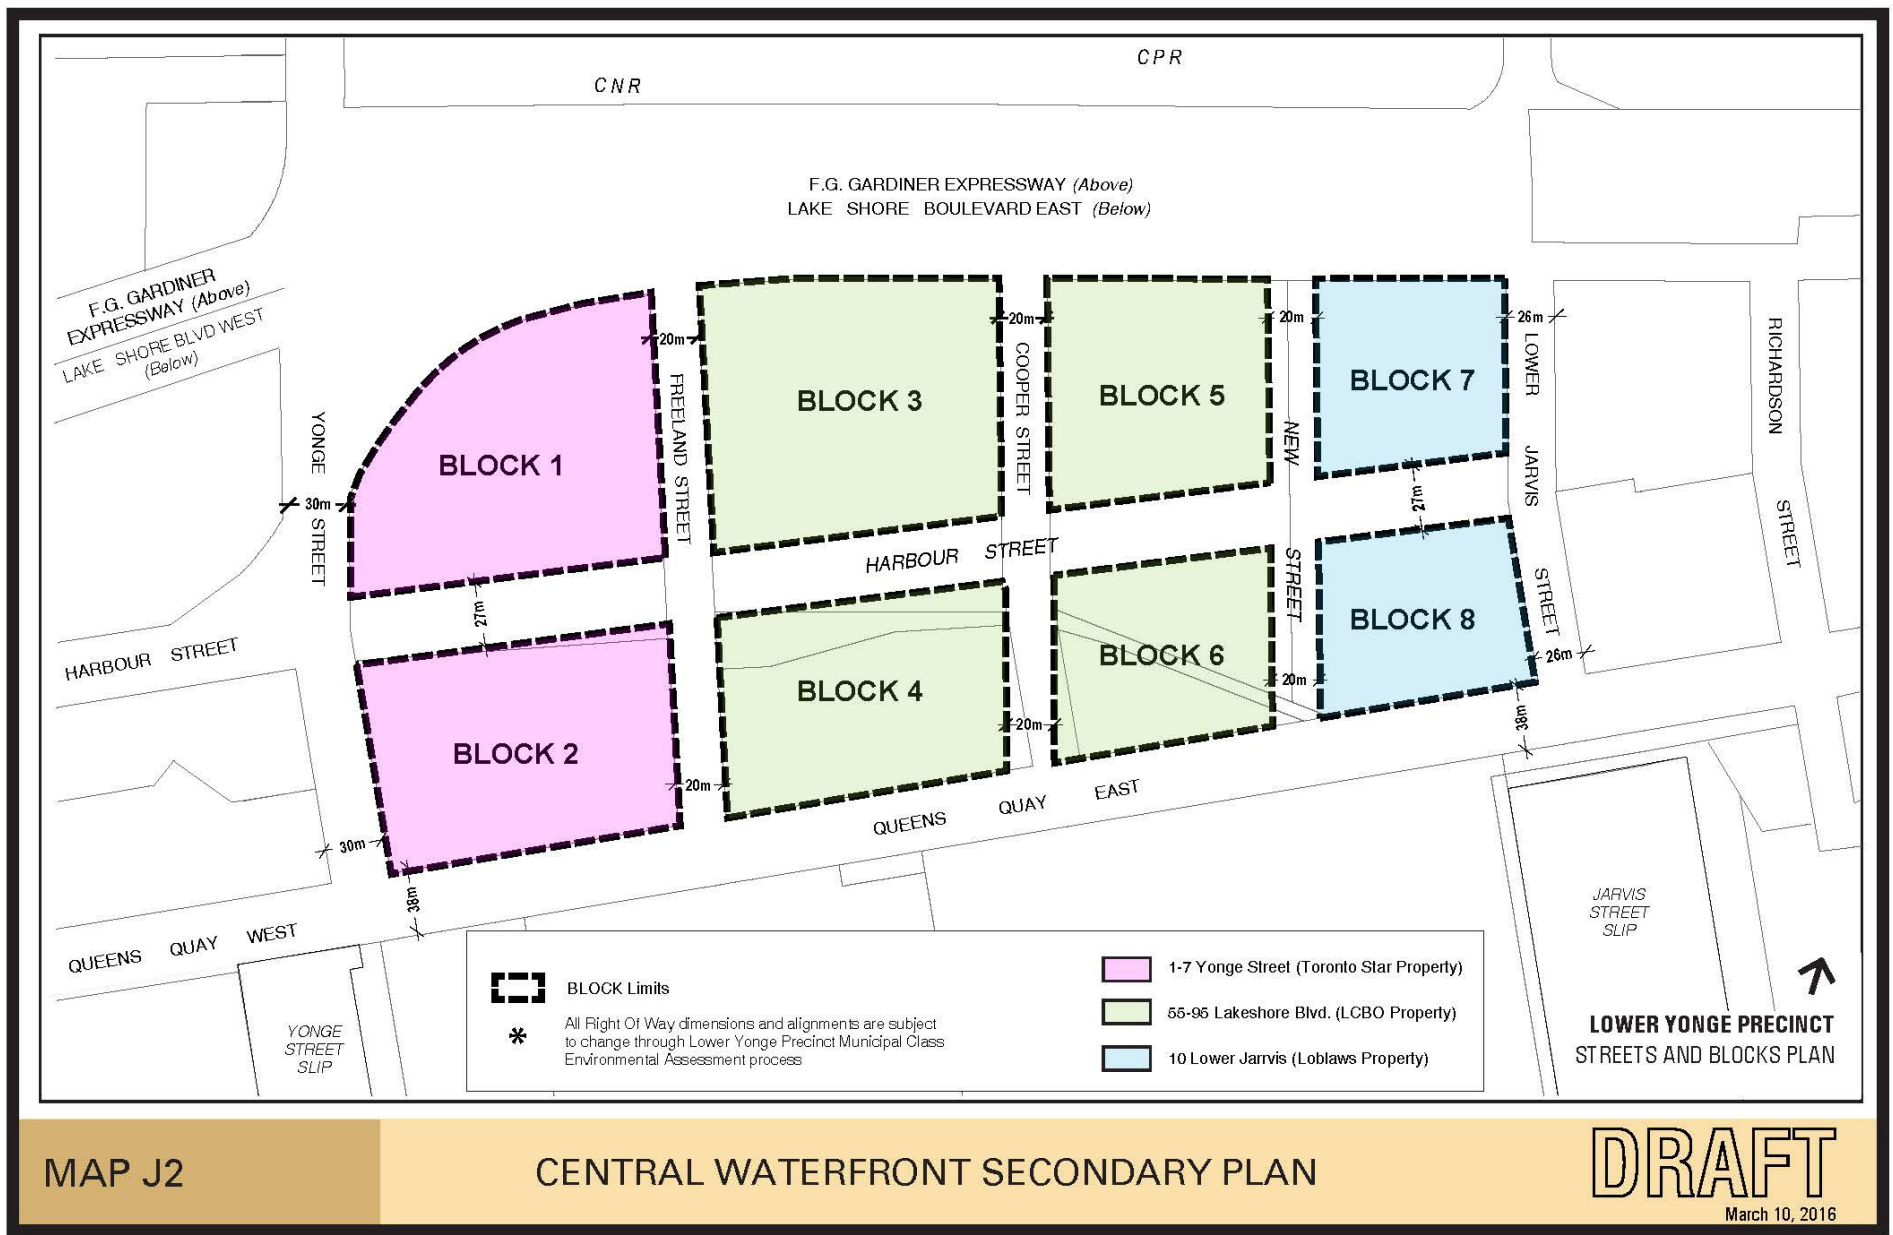 CPR
CNR
F.G. GARDINER EXPRESSWAY (Above)
LAKE SHORE BOULEVARD EAST (Below)
F.G. GARDINER
EXPRESSWAY (Above)
LAKE SHORE BLVD WEST
(Below)
YONGE
STREET
30m
BLOCK 1
20m
FREELAND STREET
BLOCK 3
20m
COOPER STREET
BLOCK 5
20m
NEW
STREET
BLOCK 7
26m
LOWER
JARVIS
STREET
RICHARDSON
STREET
27m
27m
HARBOUR STREET
HARBOUR STREET
BLOCK 2
BLOCK 4
BLOCK 6
BLOCK 8
20m
20m
20m
26m
38m
30m
38m
QUEENS QUAY EAST
QUEENS QUAY WEST
YONGE
STREET
SLIP
JARVIS
STREET
SLIP
BLOCK Limits
* All Right Of Way dimensions and alignments are subject
to change through Lower Yonge Precinct Municipal Class
Environmental Assessment process
1-7 Yonge Street (Toronto Star Property)
55-95 Lakeshore Blvd. (LCBO Property)
10 Lower Jarrvis (Loblaws Property)
LOWER YONGE PRECINCT
STREETS AND BLOCKS PLAN
MAP J2
CENTRAL WATERFRONT SECONDARY PLAN
DRAFT
March 10, 2016